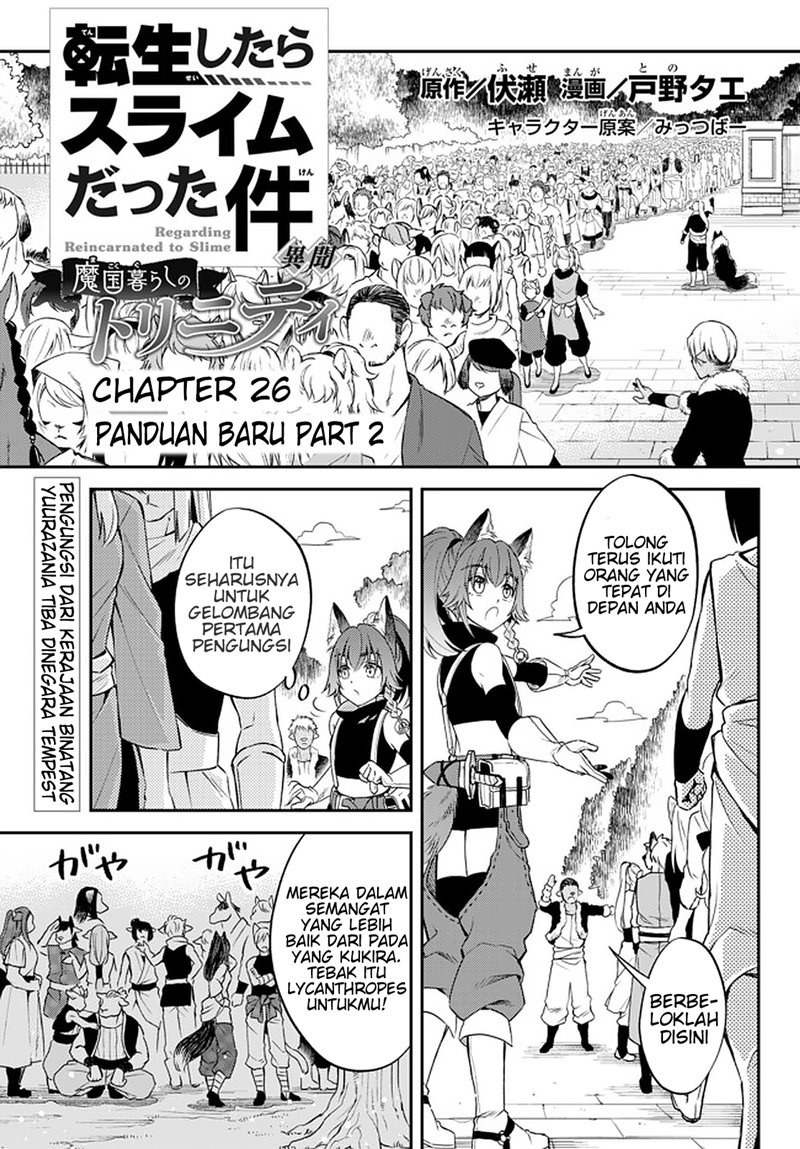 転生したら
スライム
だった件
Regarding
Reincarnated to Slime
異聞
魔国暮らしの
トリニティ
原作／伏瀬 漫画／戸野タエ
キャラクター原案／みっつばー
CHAPTER 26
PANDUAN BARU PART 2
TOLONG
TERUS IKUTI
ORANG YANG
TEPAT DI
DEPAN ANDA
BERBE-
LOKLAH
DISINI
ITU
SEHARUSNYA
UNTUK
GELOMBANG
PERTAMA
PENGUNGSI
PENGUNGSI DARI KERAJAAN BINATANG
YUURAZANIA TIBA DINEGARA TEMPEST
MEREKA DALAM
SEMANGAT
YANG LEBIH
BAIK DARI PADA
YANG KUKIRA.
TEBAK ITU
LYCANTHROPES
UNTUKMU!
がや
がや